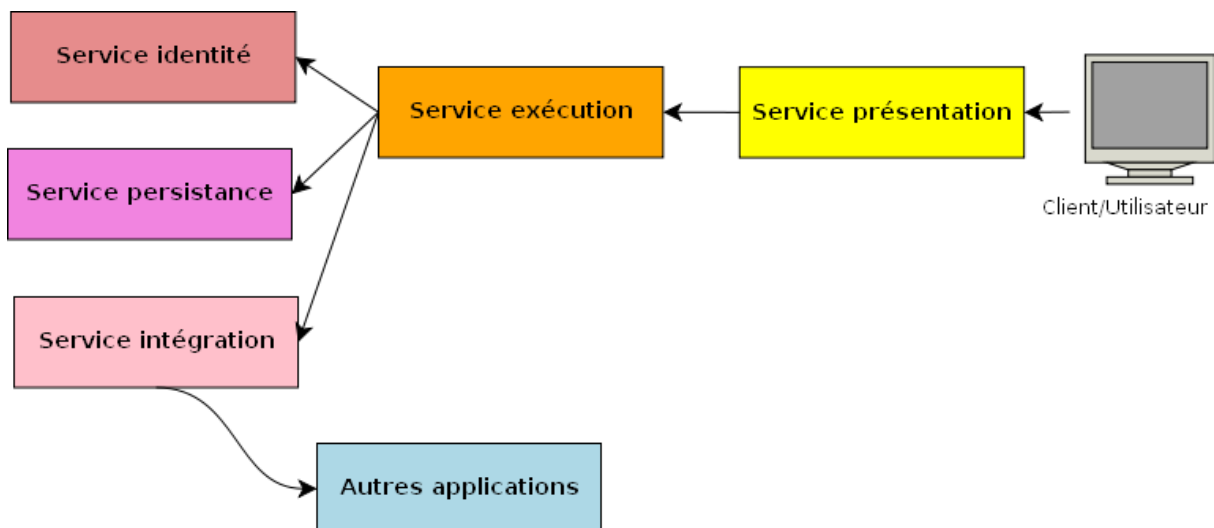 Service identité
Service exécution
Service présentation
Service persistance
Client/Utilisateur
Service intégration
Autres applications